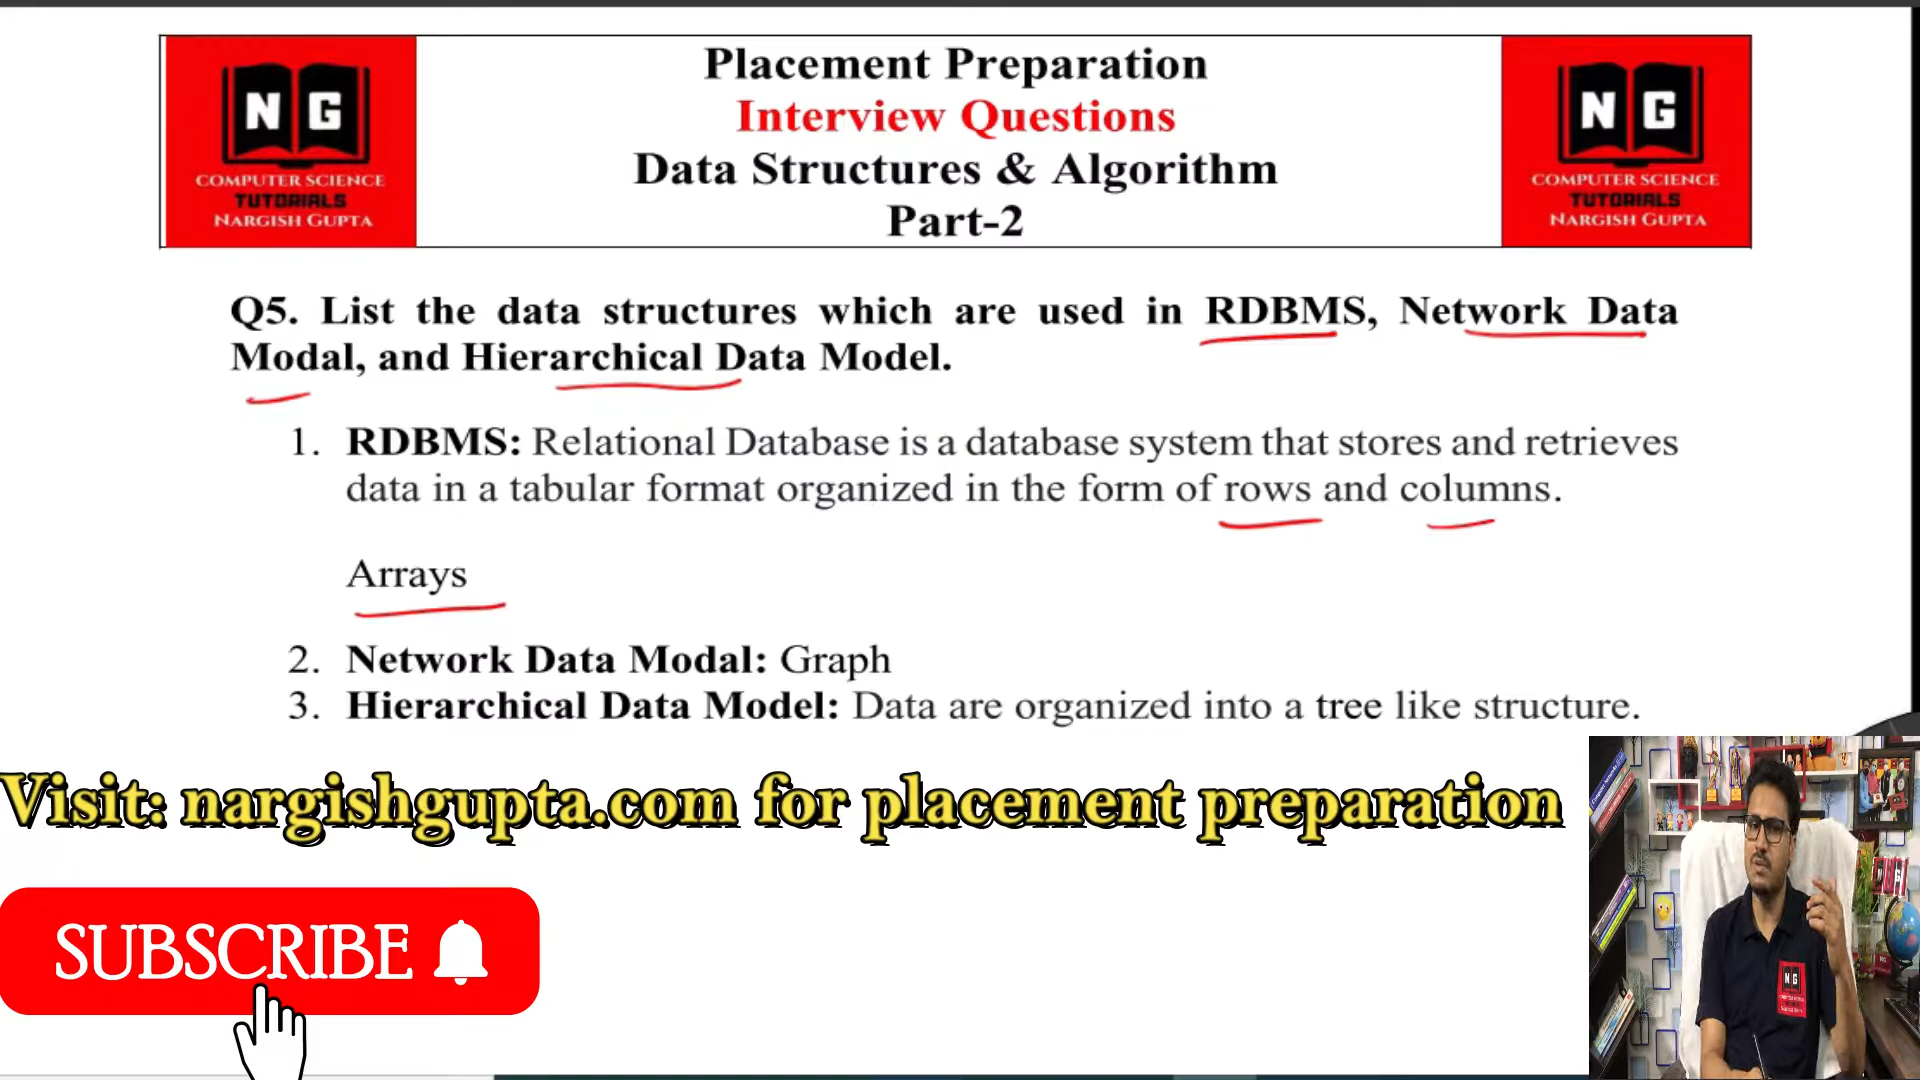 N G
COMPUTER SCIENCE
TUTORIALS
NARGISH GUPTA
Placement Preparation
Interview Questions
Data Structures & Algorithm
Part-2
N G
COMPUTER SCIENCE
TUTORIALS
NARGISH GUPTA
Q5. List the data structures which are used in RDBMS, Network Data
Modal, and Hierarchical Data Model.
1. RDBMS: Relational Database is a database system that stores and retrieves
data in a tabular format organized in the form of rows and columns.
Arrays
2. Network Data Modal: Graph
3. Hierarchical Data Model: Data are organized into a tree like structure.
Visit: nargishgupta.com for placement preparation
SUBSCRIBE
NG